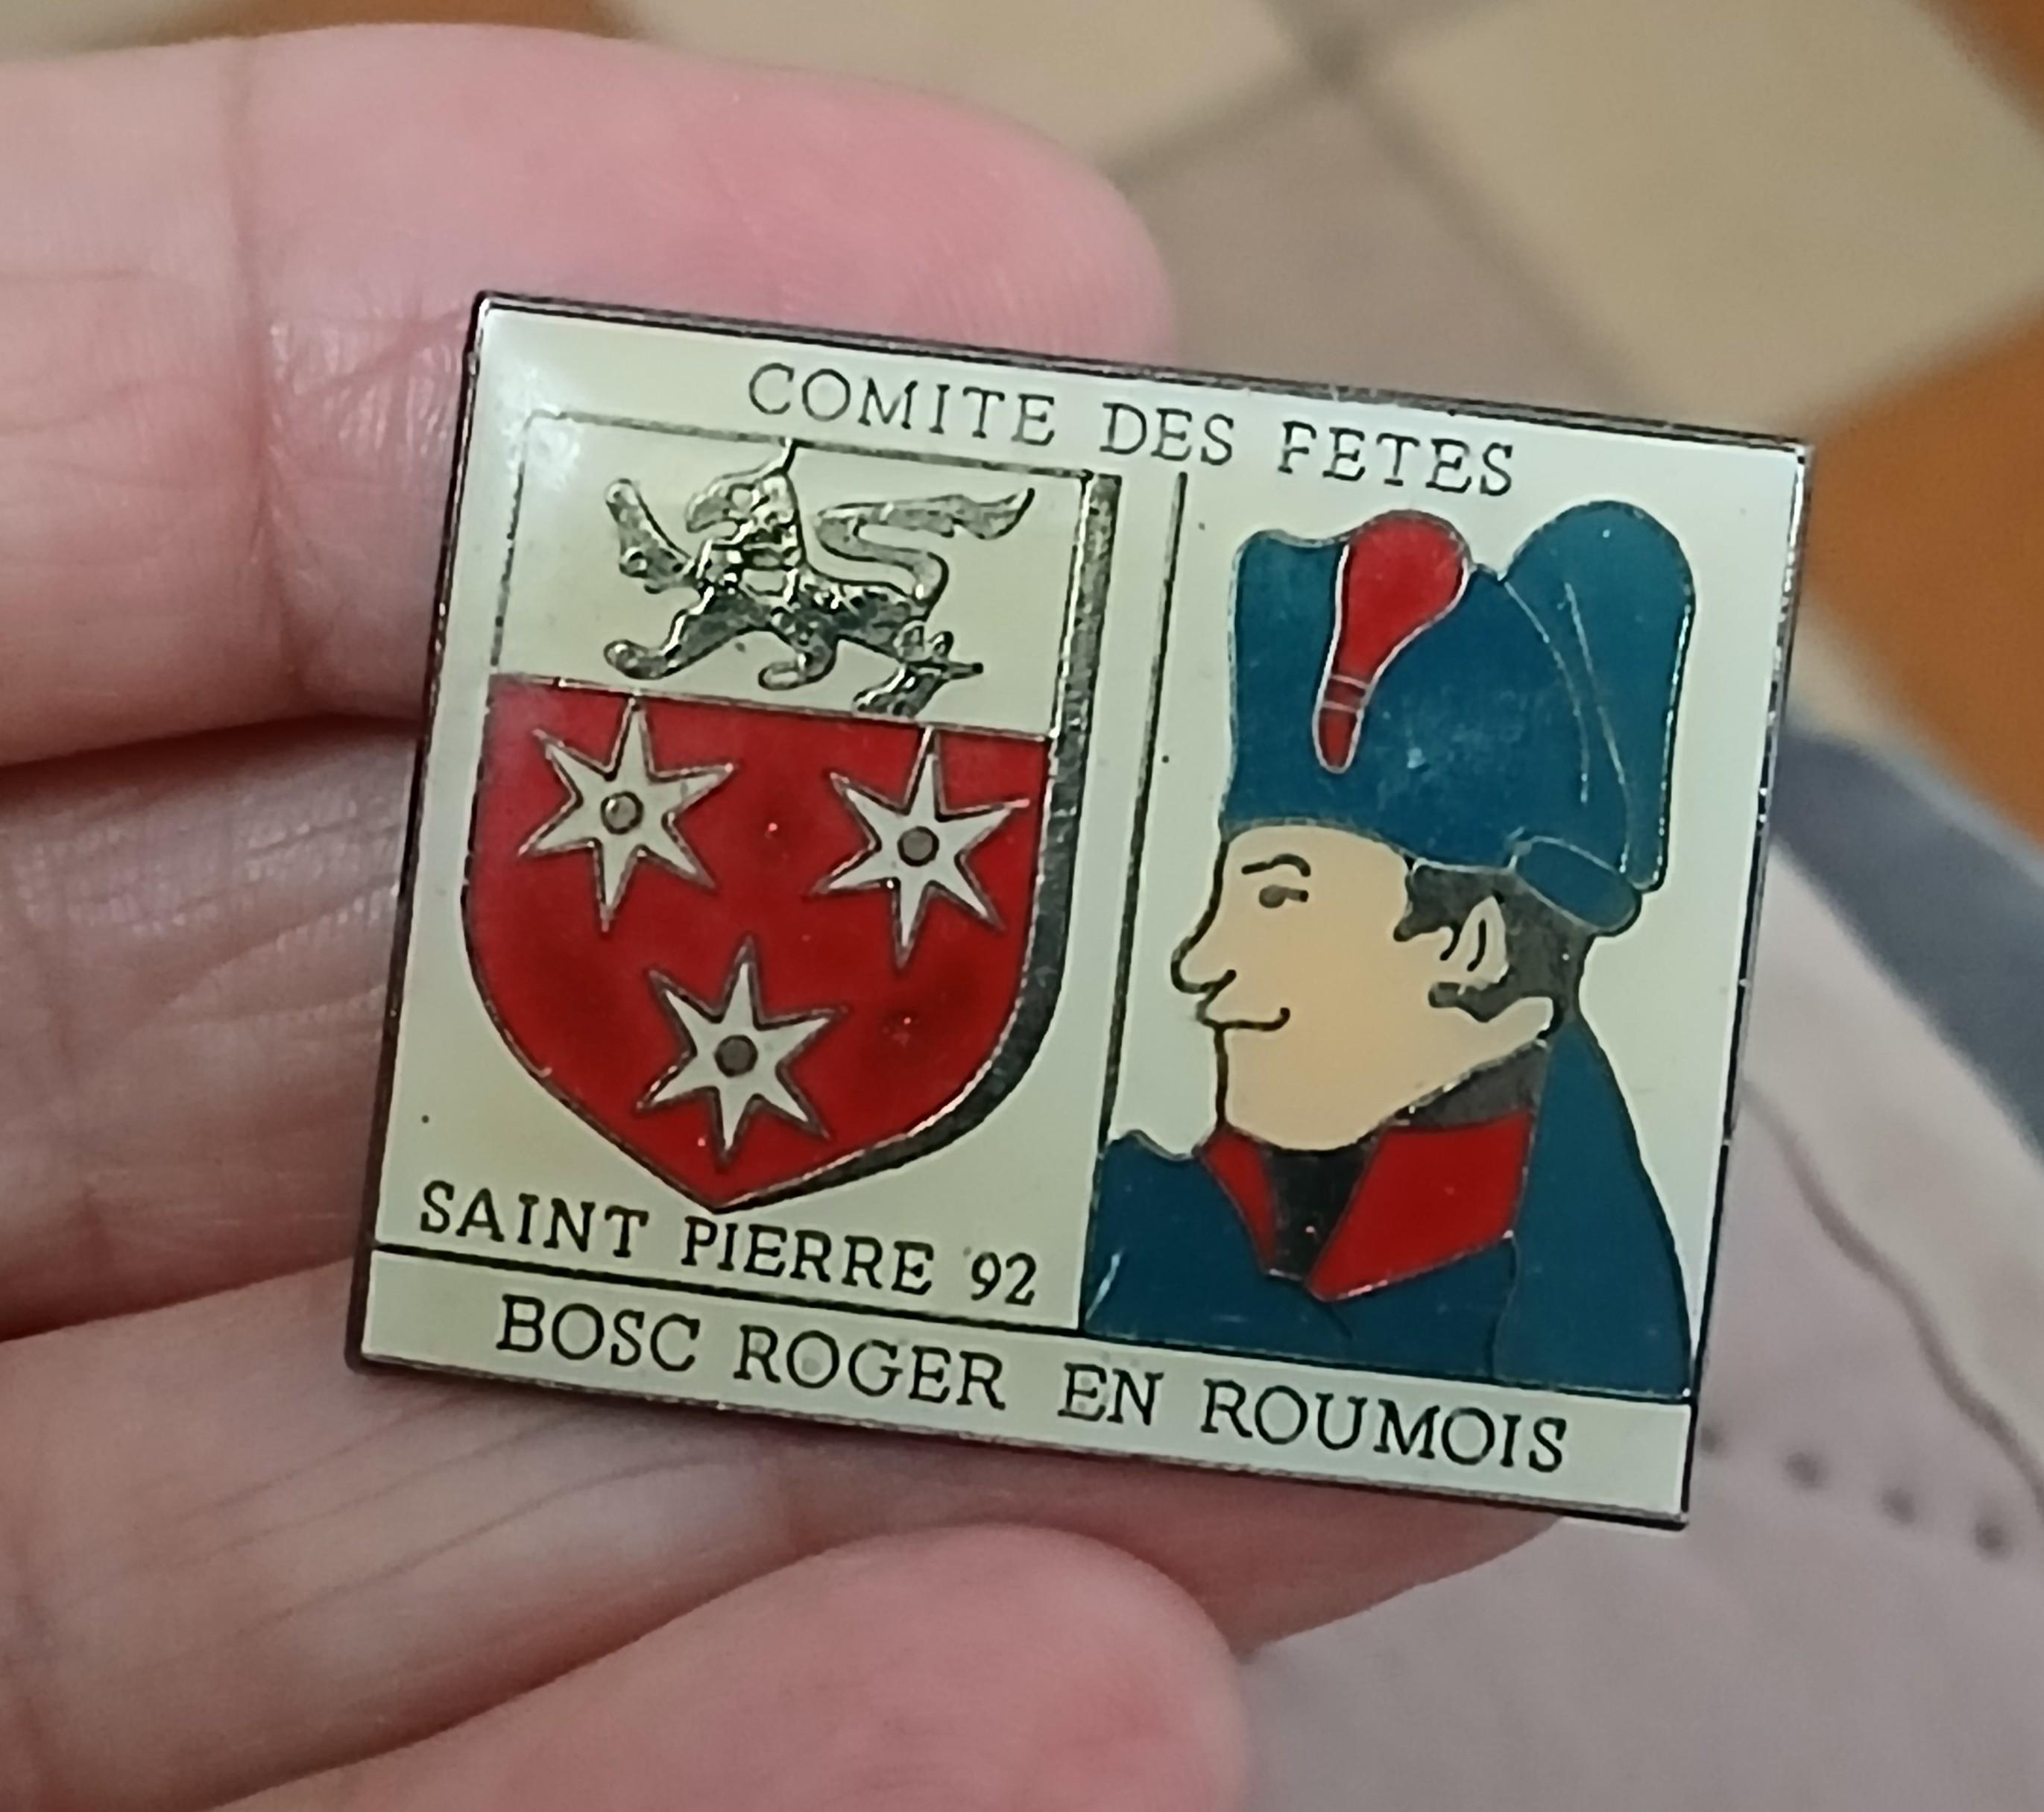 COMITE DES FETES
SAINT PIERRE '92
BOSC ROGER EN ROUMOIS